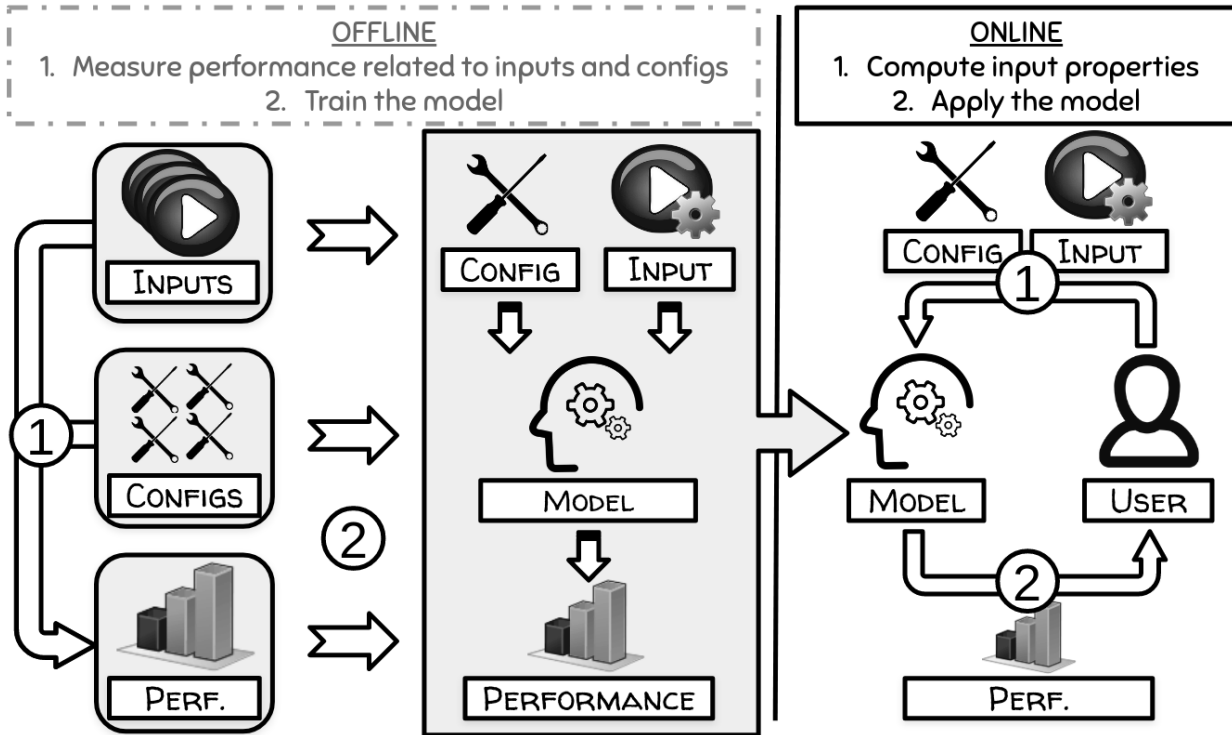 OFFLINE
1. Measure performance related to inputs and configs
2. Train the model
ONLINE
1. Compute input properties
2. Apply the model
INPUTS
CONFIGS
PERF.
1
2
CONFIG
INPUT
MODEL
PERFORMANCE
CONFIG
INPUT
1
MODEL
USER
2
PERF.